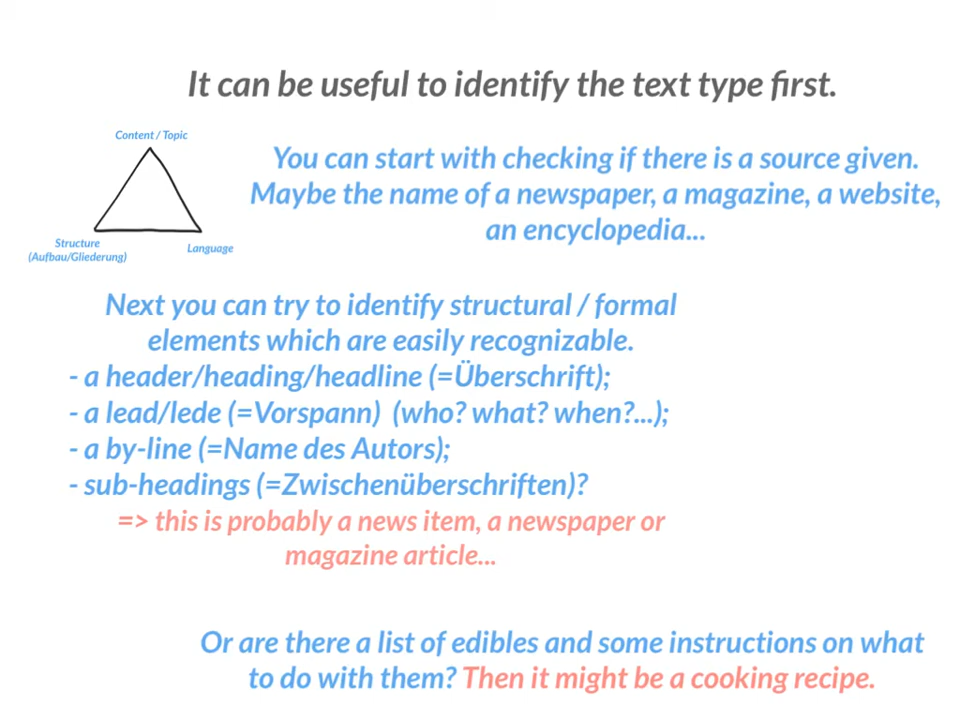 It can be useful to identify the text type first.
Content / Topic
Structure
(Aufbau/Gliederung)
Language
You can start with checking if there is a source given.
Maybe the name of a newspaper, a magazine, a website,
an encyclopedia...
Next you can try to identify structural / formal
elements which are easily recognizable.
- a header/heading/headline (=Überschrift);
- a lead/lede (=Vorspann) (who? what? when?...);
- a by-line (=Name des Autors);
- sub-headings (=Zwischenüberschriften)?
=> this is probably a news item, a newspaper or
magazine article...
Or are there a list of edibles and some instructions on what
to do with them? Then it might be a cooking recipe.